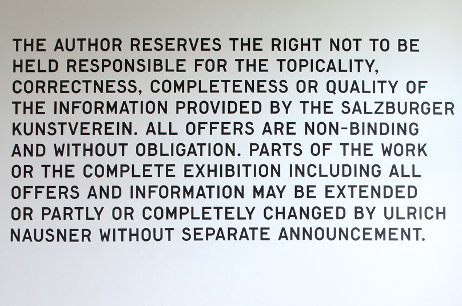 THE AUTHOR RESERVES THE RIGHT NOT TO BE
HELD RESPONSIBLE FOR THE TOPICALITY,
CORRECTNESS, COMPLETENESS OR QUALITY OF
THE INFORMATION PROVIDED BY THE SALZBURGER
KUNSTVEREIN. ALL OFFERS ARE NON-BINDING
AND WITHOUT OBLIGATION. PARTS OF THE WORK
OR THE COMPLETE EXHIBITION INCLUDING ALL
OFFERS AND INFORMATION MAY BE EXTENDED
OR PARTLY OR COMPLETELY CHANGED BY ULRICH
NAUSNER WITHOUT SEPARATE ANNOUNCEMENT.